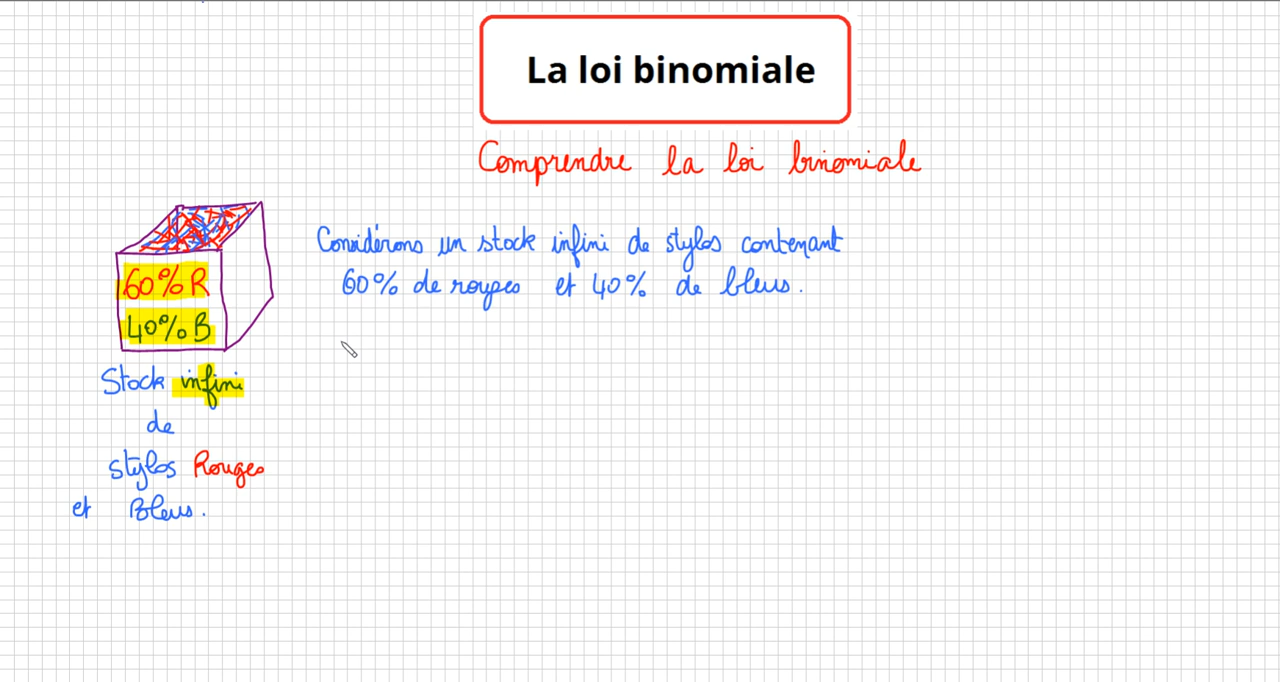 La loi binomiale
Comprendre la loi binomiale
Considérons un stock infini de stylos contenant
60% de rouges et 40% de bleus.
60% R
40% B
Stock infini
de
stylos Rouges
et Bleus.